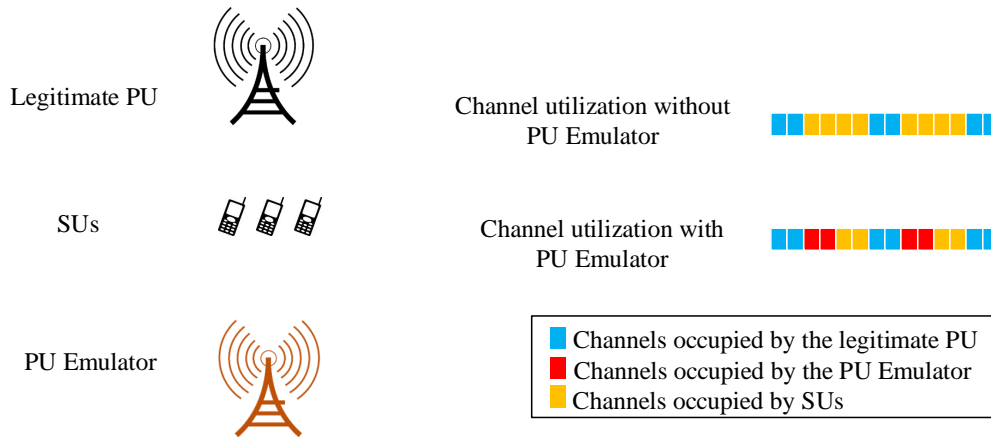 Legitimate PU
Channel utilization without
PU Emulator
SUs
Channel utilization with
PU Emulator
PU Emulator
Channels occupied by the legitimate PU
Channels occupied by the PU Emulator
Channels occupied by SUs